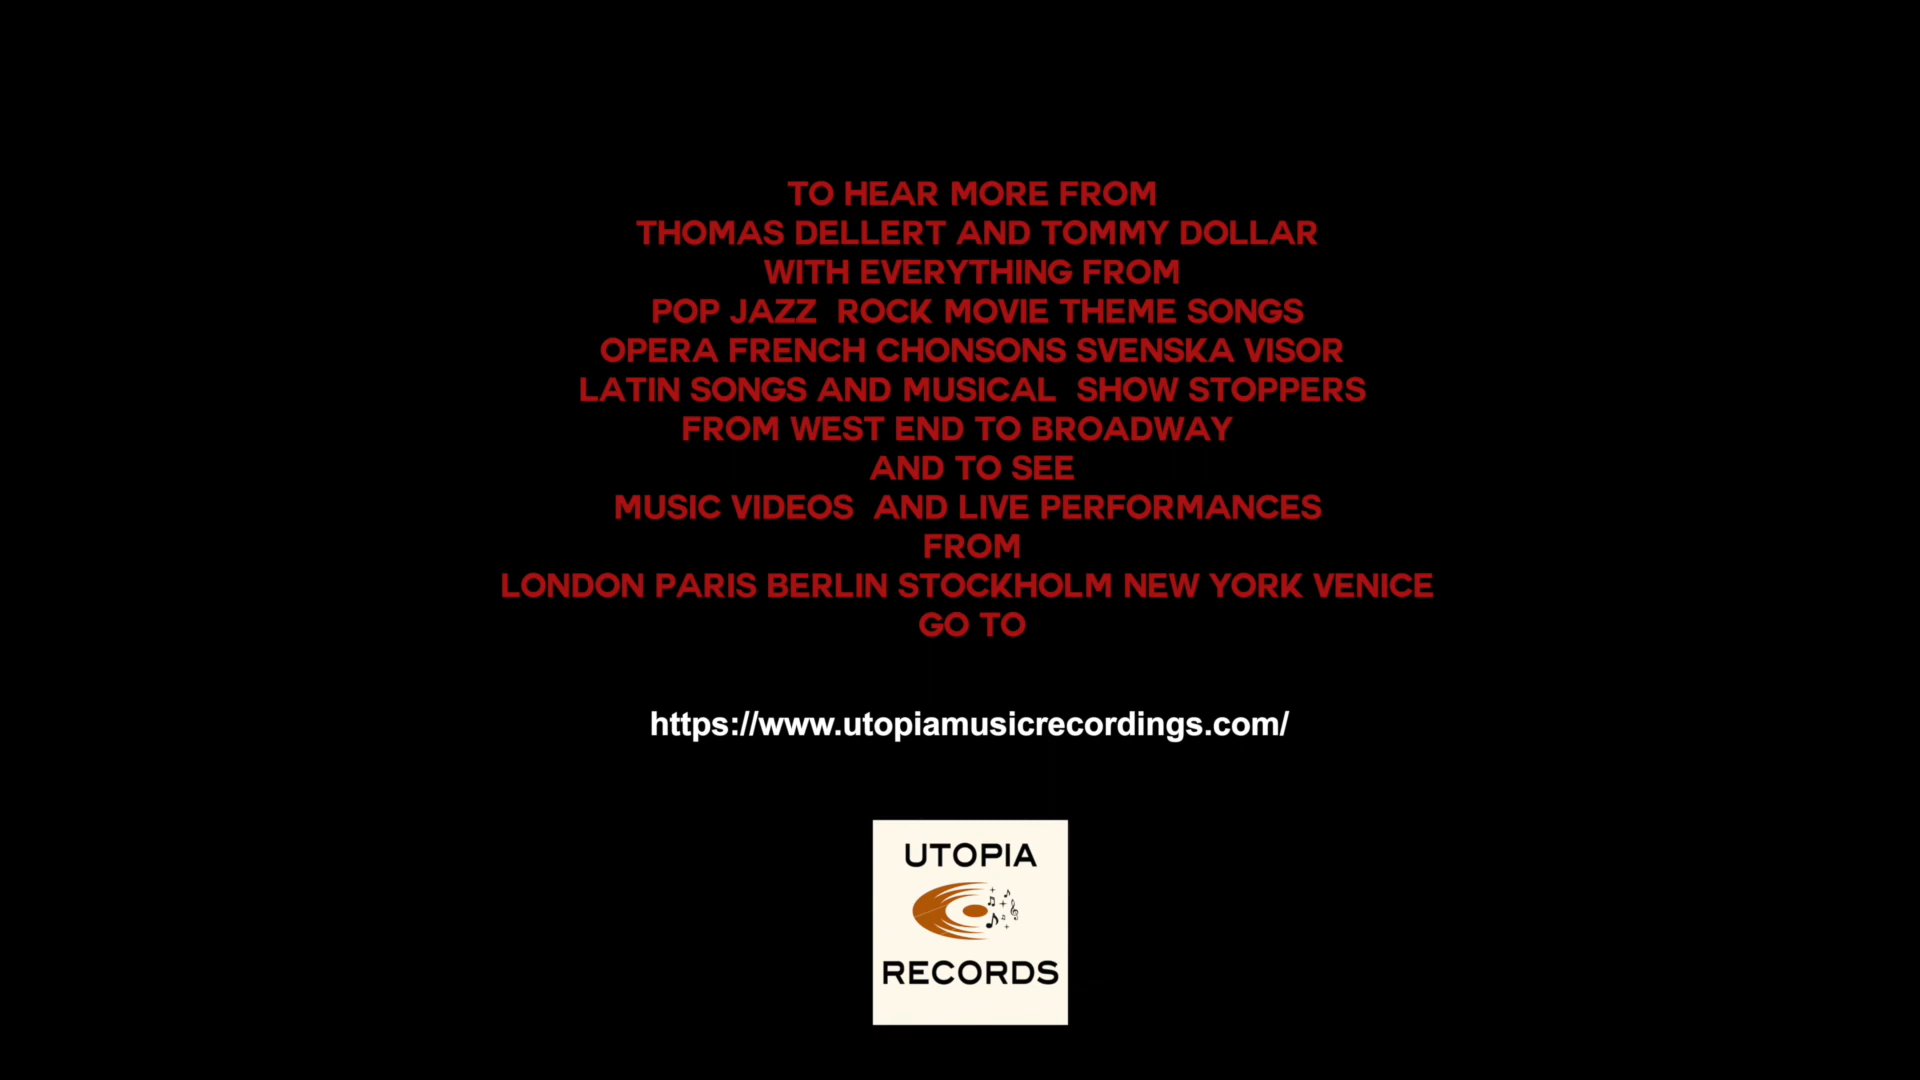 TO HEAR MORE FROM
THOMAS DELLERT AND TOMMY DOLLAR
WITH EVERYTHING FROM
POP JAZZ  ROCK MOVIE THEME SONGS
OPERA FRENCH CHONSONS SVENSKA VISOR
LATIN SONGS AND MUSICAL  SHOW STOPPERS
FROM WEST END TO BROADWAY
AND TO SEE
MUSIC VIDEOS  AND LIVE PERFORMANCES
FROM
LONDON PARIS BERLIN STOCKHOLM NEW YORK VENICE
GO TO
https://www.utopiamusicrecordings.com/
UTOPIA
RECORDS